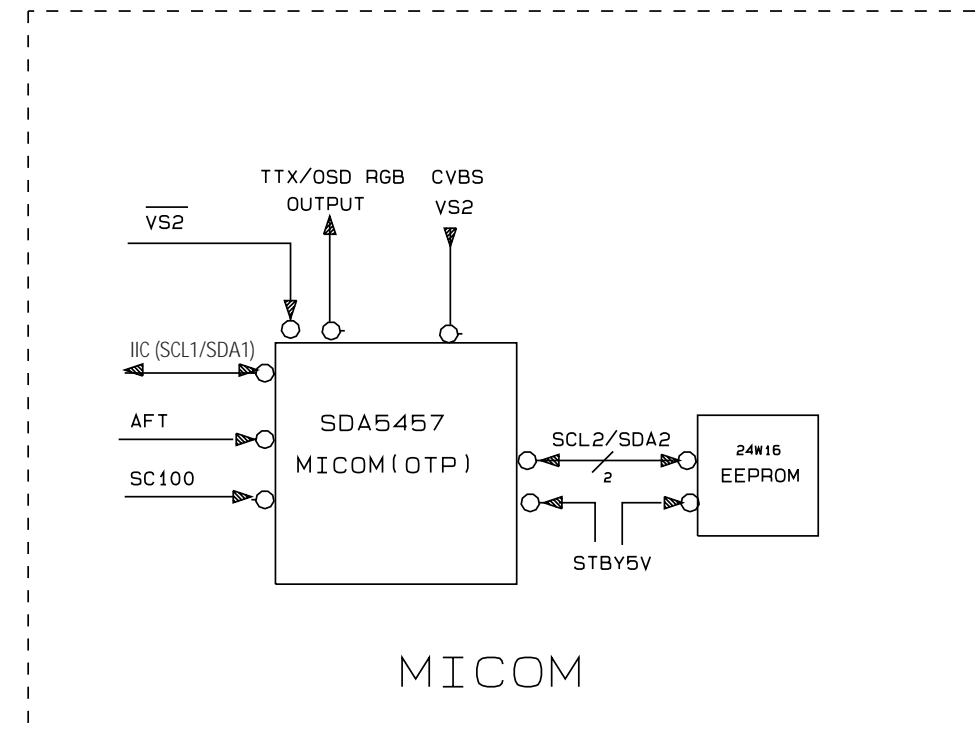 TTX/OSD RGB
OUTPUT
CVBS
VS2
VS2
IIC (SCL1/SDA1)
AFT
SC100
SDA5457
MICOM(OTP)
SCL2/SDA2
2
STBY5V
24W16
EEPROM
MICOM